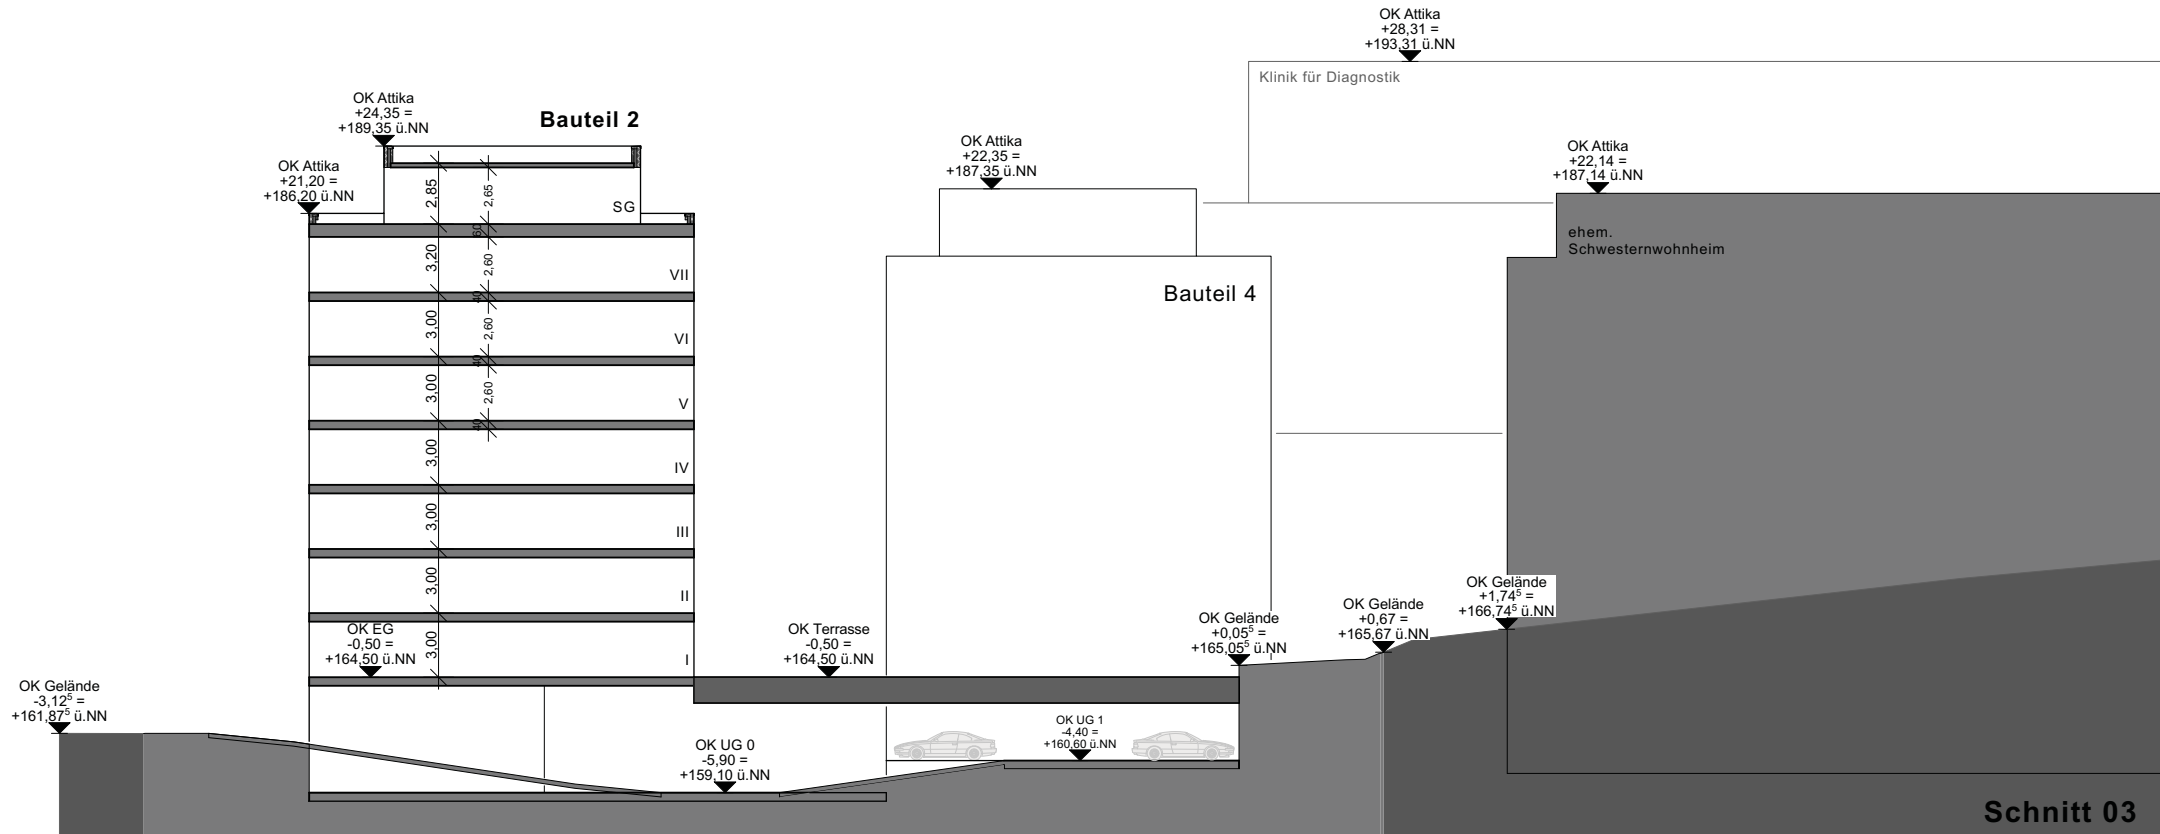 OK Attika
+28,31 =
+193,31 ü.NN
Klinik für Diagnostik
OK Attika
+24,35 =
+189,35 ü.NN
Bauteil 2
OK Attika
+22,35 =
+187,35 ü.NN
OK Attika
+22,14 =
+187,14 ü.NN
OK Attika
+21,20 =
+186,20 ü.NN
2,85
2,65
SG
60
ehem.
Schwesternwohnheim
3,20
2,60
VII
40
Bauteil 4
3,00
2,60
VI
40
3,00
2,60
V
40
3,00
IV
3,00
III
3,00
II
OK Gelände
+1,74⁵ =
+166,74⁵ ü.NN
OK Gelände
+0,67 =
+165,67 ü.NN
OK Gelände
+0,05⁵ =
+165,05⁵ ü.NN
OK EG
-0,50 =
+164,50 ü.NN
3,00
I
OK Terrasse
-0,50 =
+164,50 ü.NN
OK Gelände
-3,12⁵ =
+161,87⁵ ü.NN
OK UG 1
-4,40 =
+160,60 ü.NN
OK UG 0
-5,90 =
+159,10 ü.NN
Schnitt 03